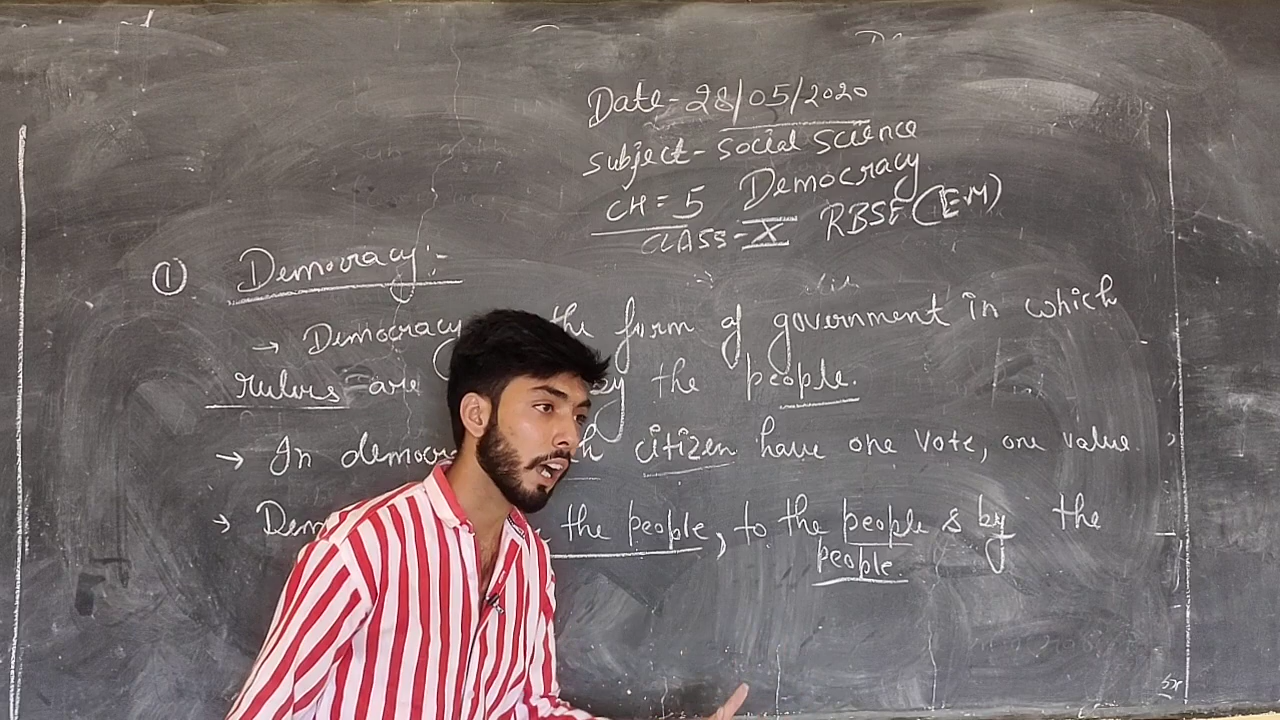 Date - 28/05/2020
Subject - Social Science
CH = 5 Democracy
CLASS - X RBSE (EM)
① Democracy :-
→ Democracy the form of government in which
rulers are by the people.
→ In democra h citizen have one vote, one value.
→ Dem the people, to the people & by the
people.